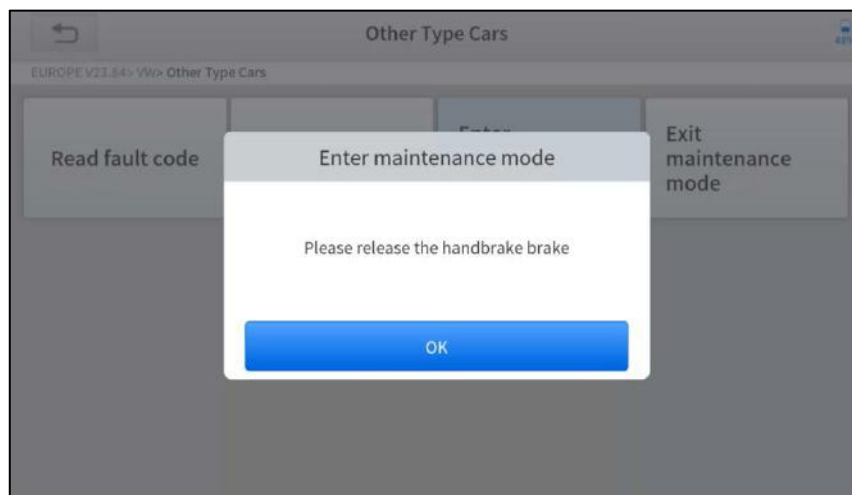 Other Type Cars
EUROPE V23.84> VW> Other Type Cars
Read fault code
Enter
Exit
maintenance
mode
Enter maintenance mode
Please release the handbrake brake
OK